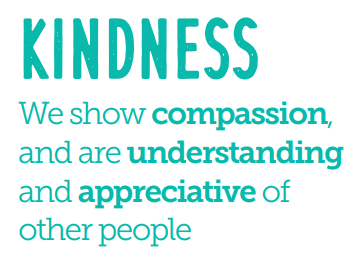 KINDNESS
We show compassion,
and are understanding
and appreciative of
other people